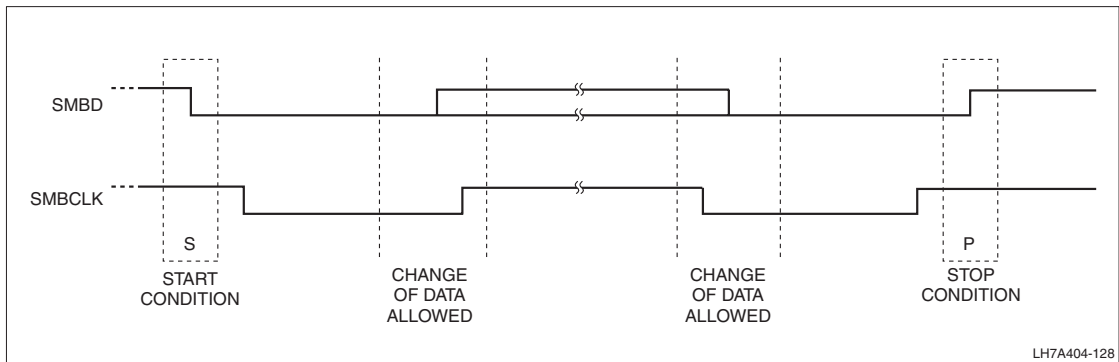 SMBD
SMBCLK
S
START
CONDITION
CHANGE
OF DATA
ALLOWED
CHANGE
OF DATA
ALLOWED
P
STOP
CONDITION
LH7A404-128